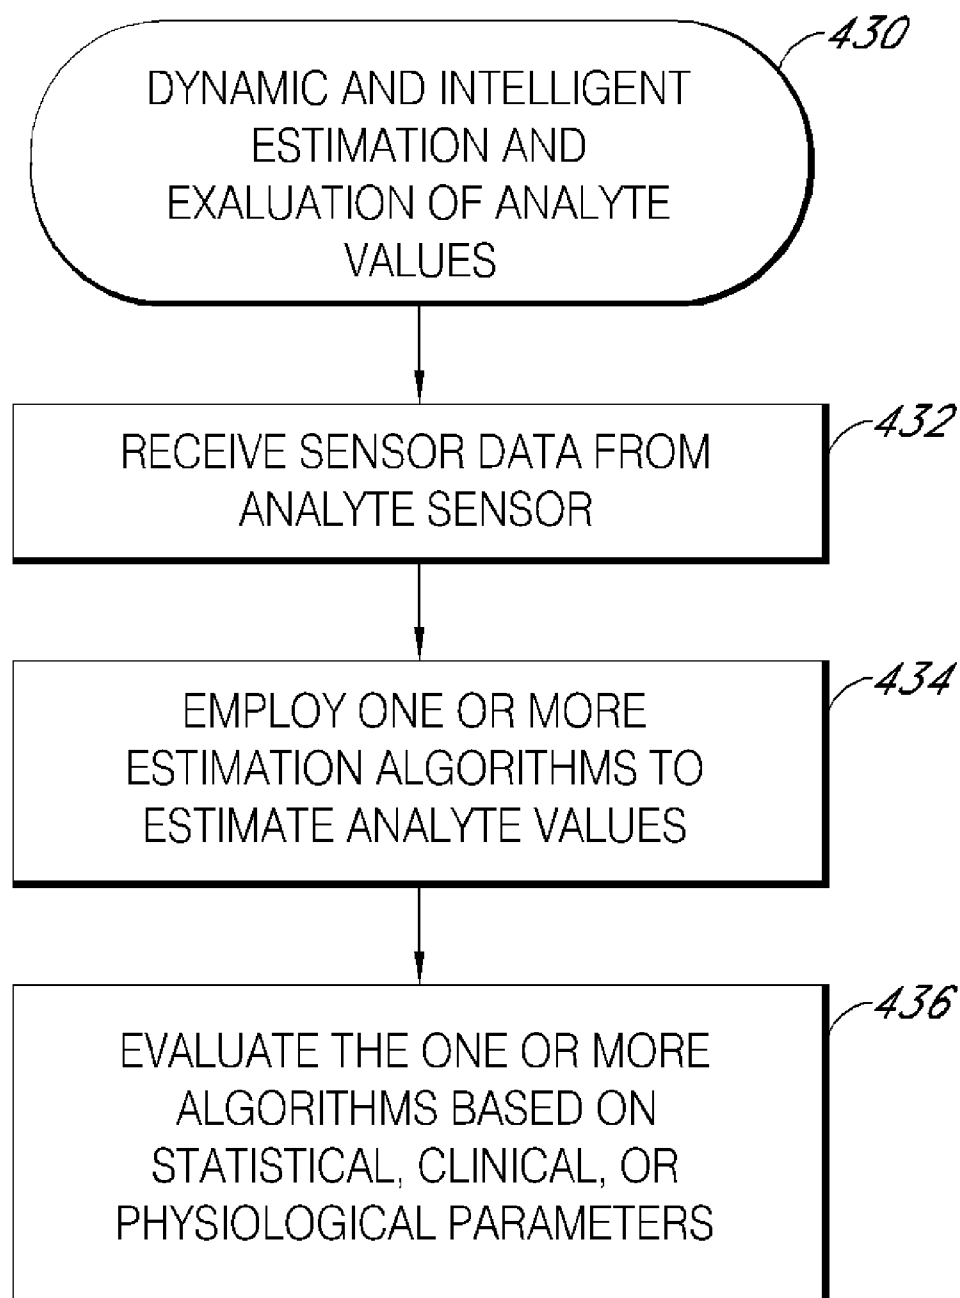 430
DYNAMIC AND INTELLIGENT
ESTIMATION AND
EXALUATION OF ANALYTE
VALUES
432
RECEIVE SENSOR DATA FROM
ANALYTE SENSOR
434
EMPLOY ONE OR MORE
ESTIMATION ALGORITHMS TO
ESTIMATE ANALYTE VALUES
436
EVALUATE THE ONE OR MORE
ALGORITHMS BASED ON
STATISTICAL, CLINICAL, OR
PHYSIOLOGICAL PARAMETERS